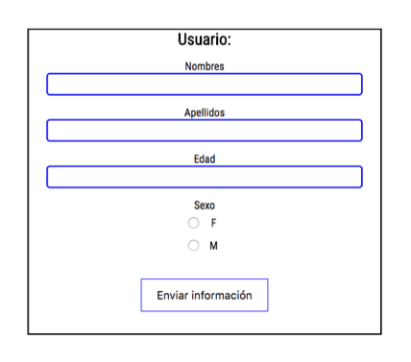 Usuario:
Nombres
Apellidos
Edad
Sexo
F
M
Enviar información